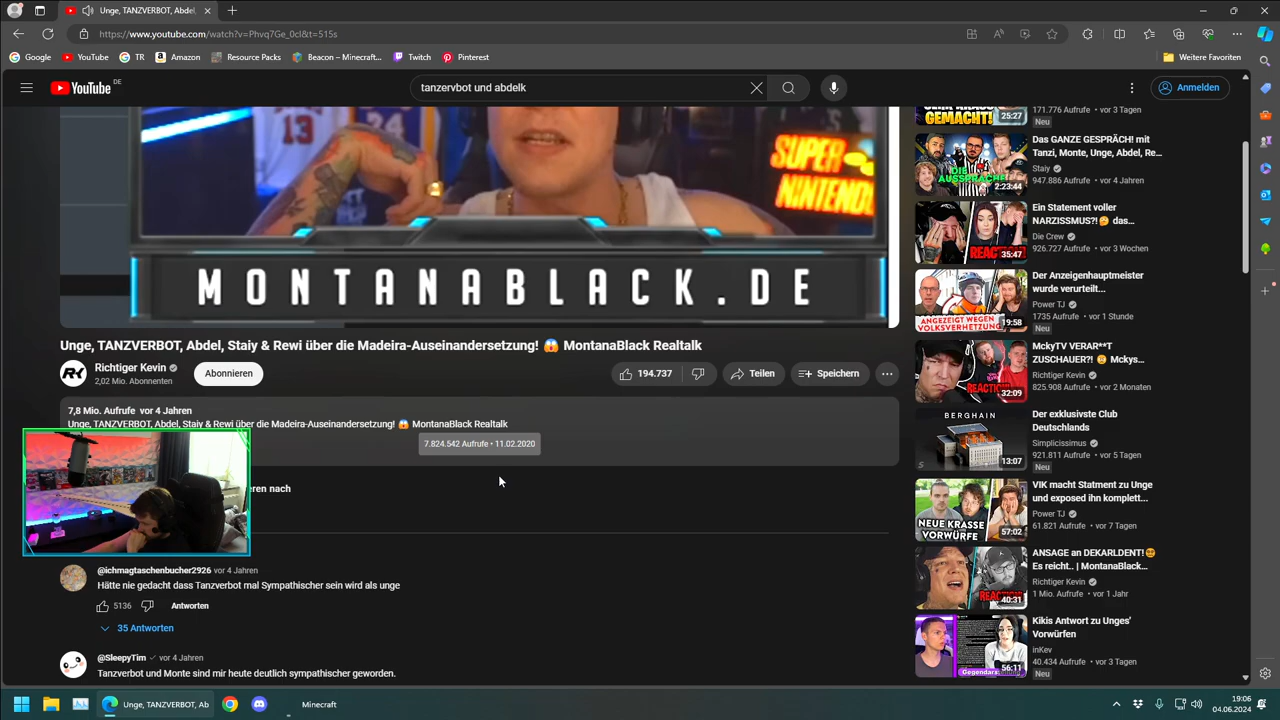 Unge, TANZVERBOT, Abdel,
https://www.youtube.com/watch?v=Phvq7Ge_0cI&t=515s
Google
YouTube
TR
Amazon
Resource Packs
Beacon – Minecraft...
Twitch
Pinterest
Weitere Favoriten
YouTube DE
tanzervbot und abdelk
Anmelden
SUPER
NINTENDO
MONTANABLACK.DE
Unge, TANZVERBOT, Abdel, Staiy & Rewi über die Madeira-Auseinandersetzung! 😱 MontanaBlack Realtalk
RK
Richtiger Kevin
2,02 Mio. Abonnenten
Abonnieren
194.737
Teilen
Speichern
7,8 Mio. Aufrufe vor 4 Jahren
Unge, TANZVERBOT, Abdel, Staiy & Rewi über die Madeira-Auseinandersetzung! 😱 MontanaBlack Realtalk
7.824.542 Aufrufe • 11.02.2020
eren nach
@ichmagtaschenbucher2926 vor 4 Jahren
Hätte nie gedacht dass Tanzverbot mal Sympathischer sein wird als unge
5136
Antworten
35 Antworten
@SleepyTim vor 4 Jahren
Tanzverbot und Monte sind mir heute deutlich sympathischer geworden.
GEMACHT!
25:27
171.776 Aufrufe • vor 3 Tagen
Neu
DIE
AUSSPRACHE
2:23:44
Das GANZE GESPRÄCH! mit
Tanzi, Monte, Unge, Abdel, Re...
Staiy
947.886 Aufrufe • vor 4 Jahren
REACTION!
35:47
Ein Statement voller
NARZISSMUS?!🤔 das...
Die Crew
926.727 Aufrufe • vor 3 Wochen
ANGEZEIGT WEGEN
VOLKSVERHETZUNG
19:58
Der Anzeigenhauptmeister
wurde verurteilt...
Power TJ
1735 Aufrufe • vor 1 Stunde
Neu
REACTION!
32:09
MckyTV VERAR**T
ZUSCHAUER?! 😨 Mckys...
Richtiger Kevin
825.908 Aufrufe • vor 2 Monaten
BERGHAIN
13:07
Der exklusivste Club
Deutschlands
Simplicissimus
921.811 Aufrufe • vor 5 Tagen
Neu
NEUE KRASSE
VORWÜRFE
57:02
VIK macht Statment zu Unge
und exposed ihn komplett...
Power TJ
61.821 Aufrufe • vor 7 Tagen
REACTION!
40:31
ANSAGE an DEKARLDENT!🤯
Es reicht.. | MontanaBlack...
Richtiger Kevin
1 Mio. Aufrufe • vor 1 Jahr
56:11
Kikis Antwort zu Unges'
Vorwürfen
inKev
40.434 Aufrufe • vor 3 Tagen
Neu
Unge, TANZVERBOT, Ab
Minecraft
19:06
04.06.2024